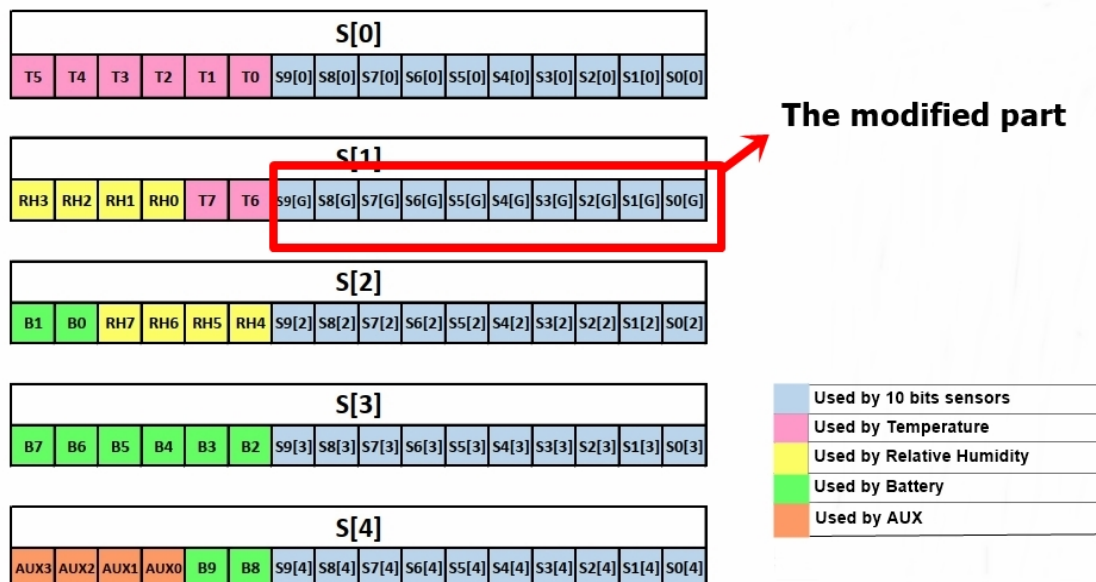 S[0]
T5 T4 T3 T2 T1 T0 S9[0] S8[0] S7[0] S6[0] S5[0] S4[0] S3[0] S2[0] S1[0] S0[0]
The modified part
S[1]
RH3 RH2 RH1 RH0 T7 T6 S9[G] S8[G] S7[G] S6[G] S5[G] S4[G] S3[G] S2[G] S1[G] S0[G]
S[2]
B1 B0 RH7 RH6 RH5 RH4 S9[2] S8[2] S7[2] S6[2] S5[2] S4[2] S3[2] S2[2] S1[2] S0[2]
S[3]
B7 B6 B5 B4 B3 B2 S9[3] S8[3] S7[3] S6[3] S5[3] S4[3] S3[3] S2[3] S1[3] S0[3]
S[4]
AUX3 AUX2 AUX1 AUX0 B9 B8 S9[4] S8[4] S7[4] S6[4] S5[4] S4[4] S3[4] S2[4] S1[4] S0[4]
Used by 10 bits sensors
Used by Temperature
Used by Relative Humidity
Used by Battery
Used by AUX